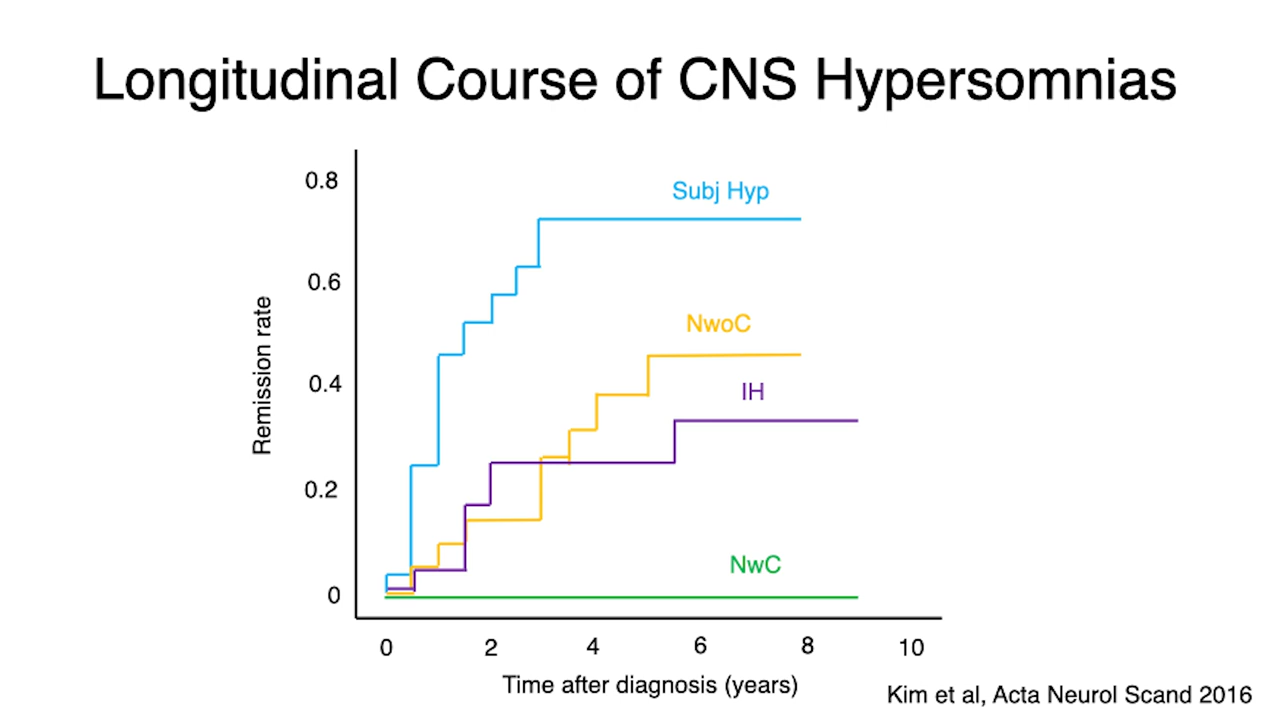 Longitudinal Course of CNS Hypersomnias
0.8
0.6
0.4
0.2
0
Remission rate
Subj Hyp
NwoC
IH
NwC
0 2 4 6 8 10
Time after diagnosis (years)
Kim et al, Acta Neurol Scand 2016